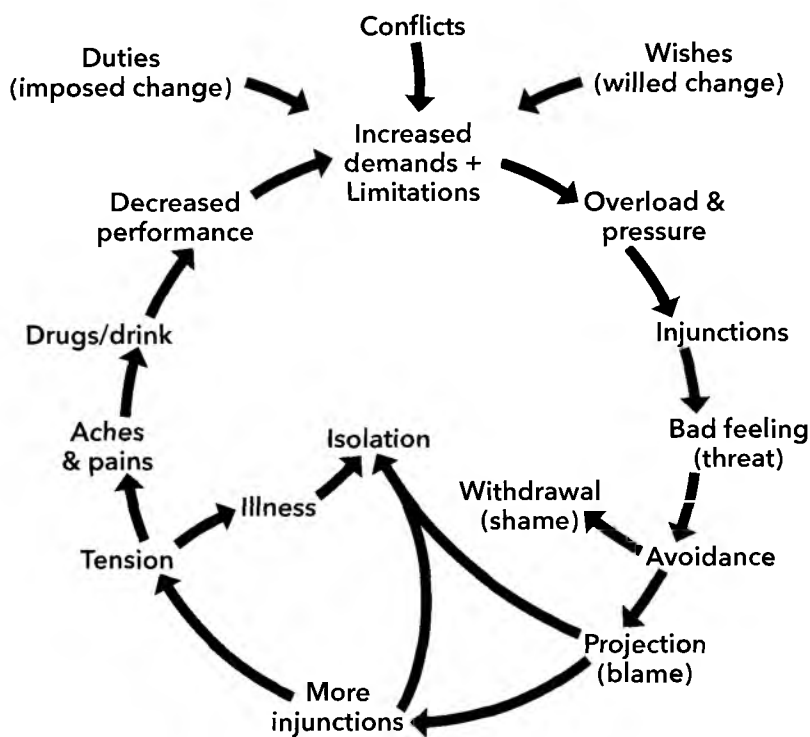 Conflicts
Duties
(imposed change)
Wishes
(willed change)
Increased
demands +
Limitations
Decreased
performance
Overload &
pressure
Drugs/drink
Injunctions
Aches
& pains
Isolation
Bad feeling
(threat)
Illness
Withdrawal
(shame)
Tension
Avoidance
Projection
(blame)
More
injunctions